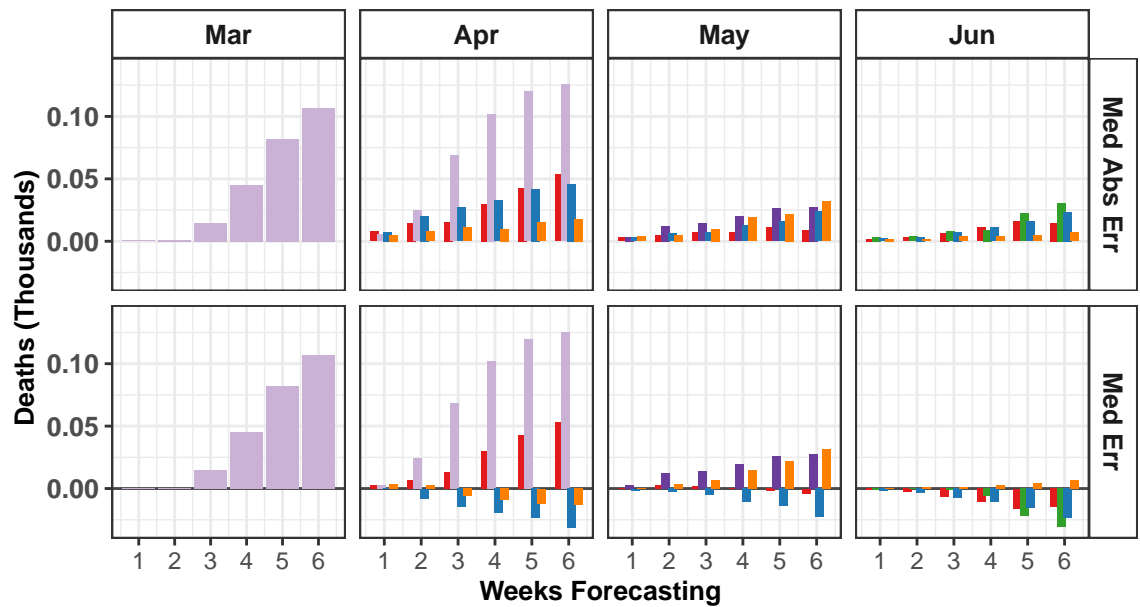 Mar Apr May Jun
Deaths (Thousands)
0.10
0.05
0.00
Med Abs Err
0.10
0.05
0.00
Med Err
1 2 3 4 5 6 1 2 3 4 5 6 1 2 3 4 5 6 1 2 3 4 5 6
Weeks Forecasting